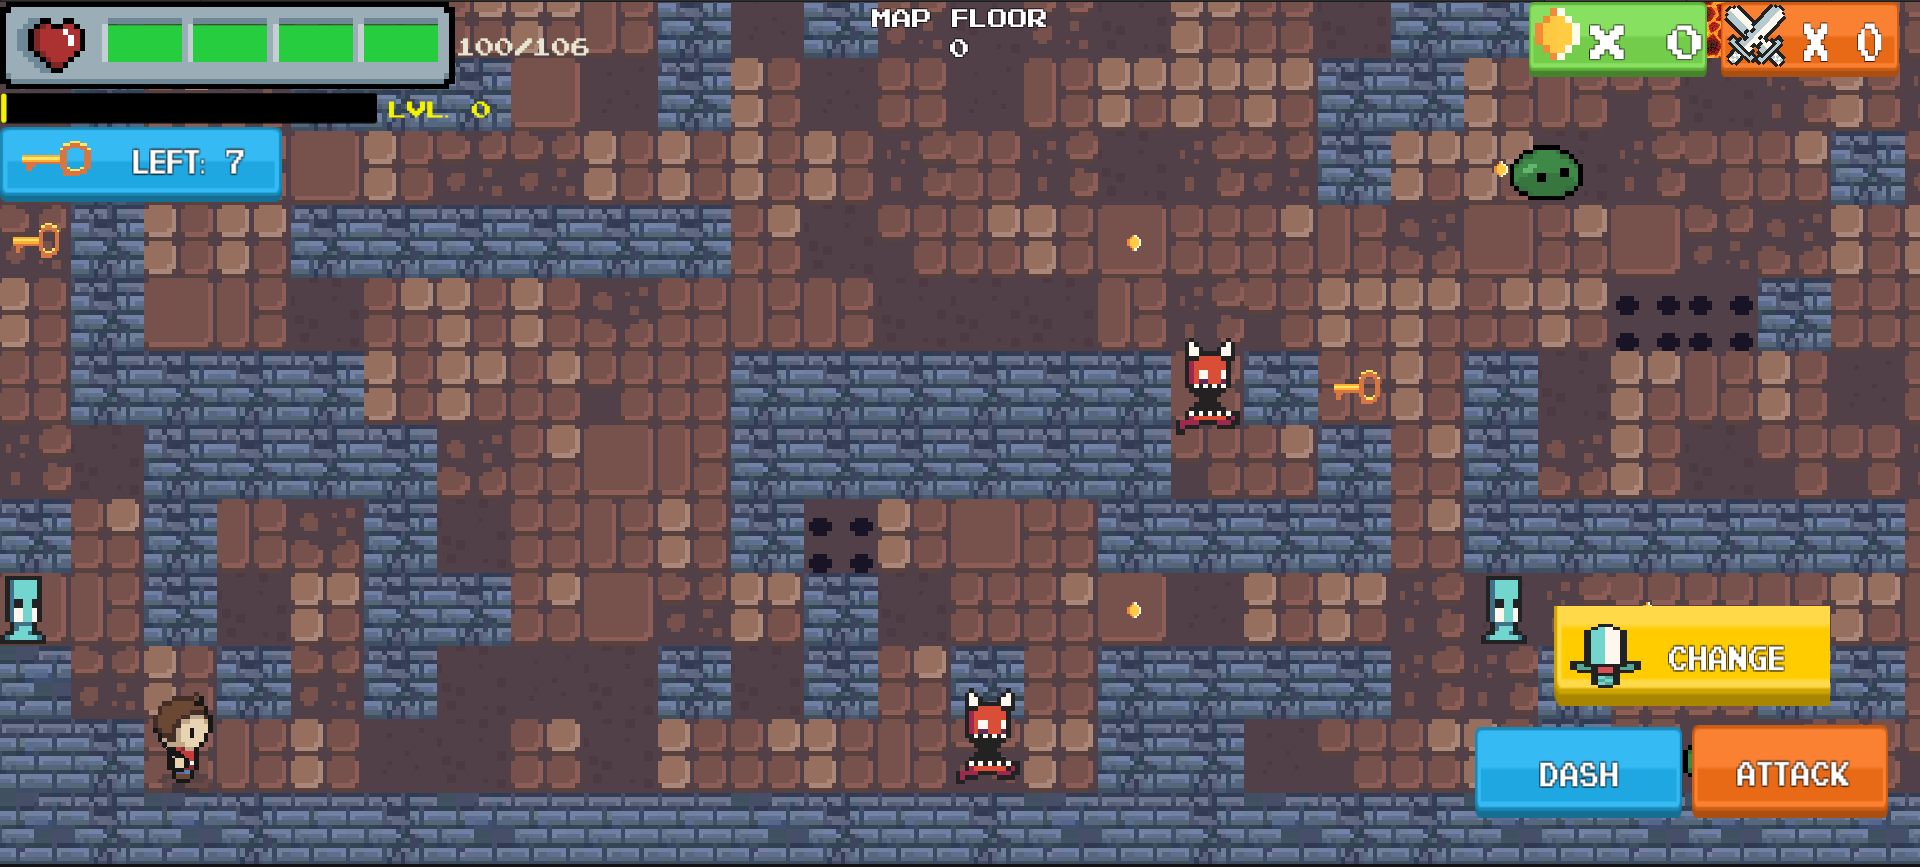 MAP FLOOR
0
100/106
X 0
X 0
LVL. 0
LEFT: 7
CHANGE
DASH
ATTACK